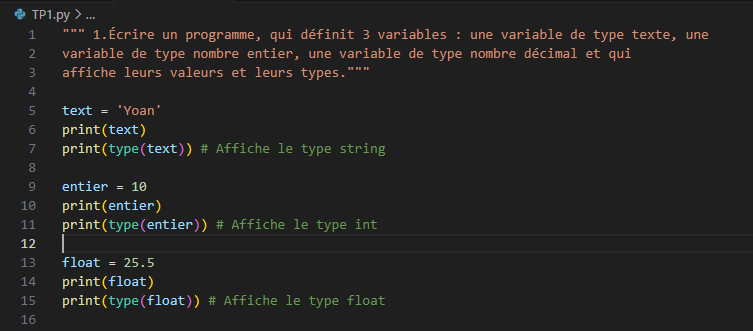 TP1.py > ...
1 """ 1.Écrire un programme, qui définit 3 variables : une variable de type texte, une
2 variable de type nombre entier, une variable de type nombre décimal et qui
3 affiche leurs valeurs et leurs types."""
4
5 text = 'Yoan'
6 print(text)
7 print(type(text)) # Affiche le type string
8
9 entier = 10
10 print(entier)
11 print(type(entier)) # Affiche le type int
12
13 float = 25.5
14 print(float)
15 print(type(float)) # Affiche le type float
16